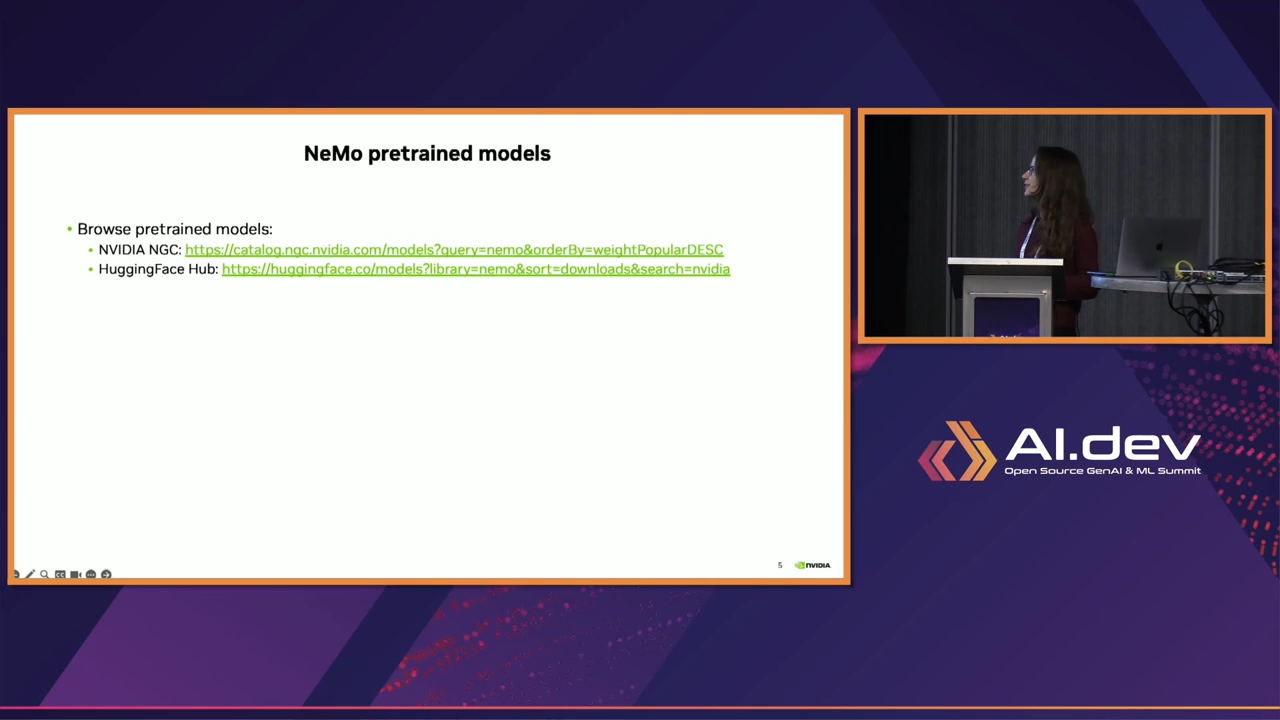 NeMo pretrained models
• Browse pretrained models:
• NVIDIA NGC: https://catalog.ngc.nvidia.com/models?query=nemo&orderBy=weightPopularDESC
• HuggingFace Hub: https://huggingface.co/models?library=nemo&sort=downloads&search=nvidia
5 NVIDIA
AI.dev
Open Source GenAI & ML Summit